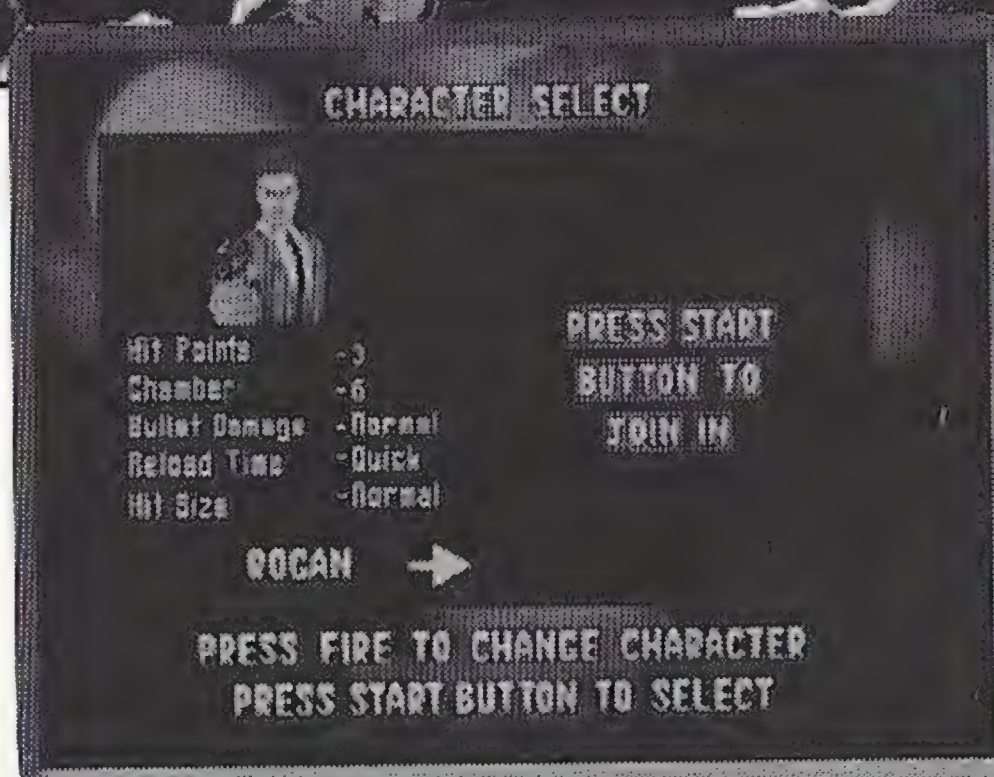 CHARACTER SELECT
Hit Points -3
Chamber -6
Bullet Damage -Normal
Reload Time -Quick
Hit Size -Normal
ROGAN
PRESS START
BUTTON TO
JOIN IN
PRESS FIRE TO CHANGE CHARACTER
PRESS START BUTTON TO SELECT